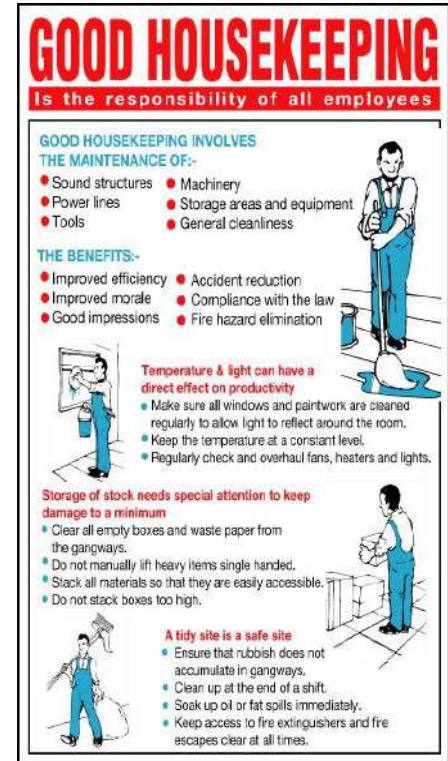 GOOD HOUSEKEEPING
Is the responsibility of all employees
GOOD HOUSEKEEPING INVOLVES
THE MAINTENANCE OF:-
• Sound structures
• Power lines
• Tools
• Machinery
• Storage areas and equipment
• General cleanliness
THE BENEFITS:-
• Improved efficiency
• Improved morale
• Good impressions
• Accident reduction
• Compliance with the law
• Fire hazard elimination
Temperature & light can have a
direct effect on productivity
• Make sure all windows and paintwork are cleaned
regularly to allow light to reflect around the room.
• Keep the temperature at a constant level.
• Regularly check and overhaul fans, heaters and lights.
Storage of stock needs special attention to keep
damage to a minimum
• Clear all empty boxes and waste paper from
the gangways.
• Do not manually lift heavy items single handed.
• Stack all materials so that they are easily accessible.
• Do not stack boxes too high.
A tidy site is a safe site
• Ensure that rubbish does not
accumulate in gangways.
• Clean up at the end of a shift.
• Soak up oil or fat spills immediately.
• Keep access to fire extinguishers and fire
escapes clear at all times.